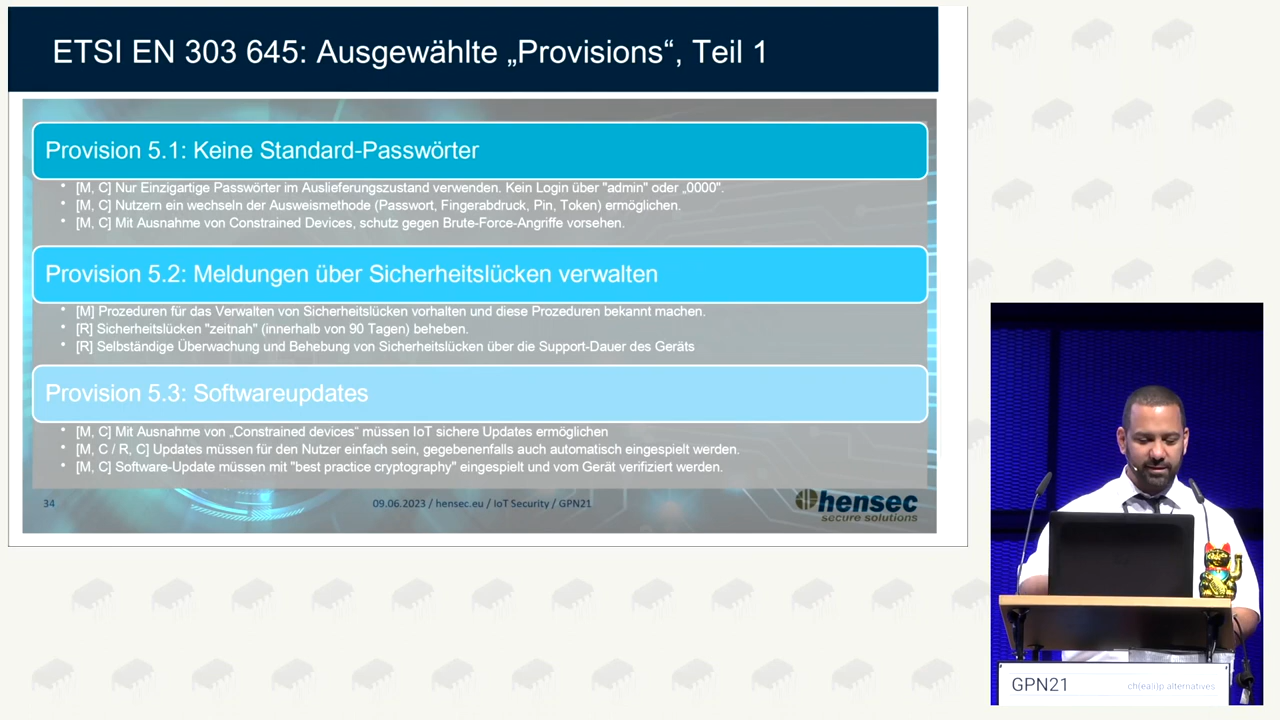 ETSI EN 303 645: Ausgewählte „Provisions“, Teil 1
Provision 5.1: Keine Standard-Passwörter
• [M, C] Nur Einzigartige Passwörter im Auslieferungszustand verwenden. Kein Login über "admin" oder „0000".
• [M, C] Nutzern ein wechseln der Ausweismethode (Passwort, Fingerabdruck, Pin, Token) ermöglichen.
• [M, C] Mit Ausnahme von Constrained Devices, schutz gegen Brute-Force-Angriffe vorsehen.
Provision 5.2: Meldungen über Sicherheitslücken verwalten
• [M] Prozeduren für das Verwalten von Sicherheitslücken vorhalten und diese Prozeduren bekannt machen.
• [R] Sicherheitslücken "zeitnah" (innerhalb von 90 Tagen) beheben.
• [R] Selbständige Überwachung und Behebung von Sicherheitslücken über die Support-Dauer des Geräts
Provision 5.3: Softwareupdates
• [M, C] Mit Ausnahme von „Constrained devices“ müssen IoT sichere Updates ermöglichen
• [M, C / R, C] Updates müssen für den Nutzer einfach sein, gegebenenfalls auch automatisch eingespielt werden.
• [M, C] Software-Update müssen mit "best practice cryptography" eingespielt und vom Gerät verifiziert werden.
34
09.06.2023 / hensec.eu / IoT Security / GPN21
hensec
secure solutions
GPN21
ch(ea)ip alternatives